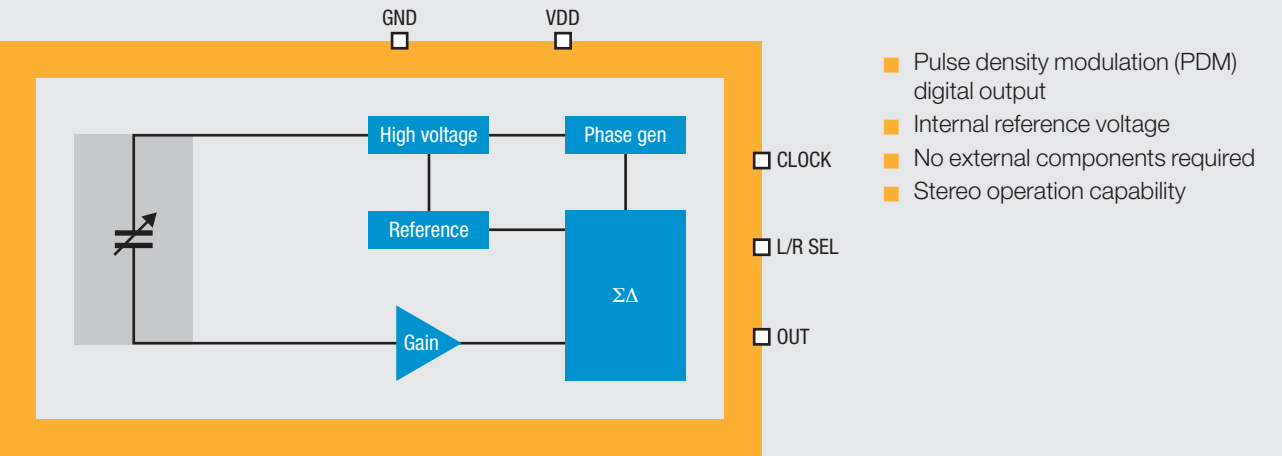 GND
VDD
High voltage
Phase gen
Reference
ΣΔ
Gain
CLOCK
L/R SEL
OUT
Pulse density modulation (PDM)
digital output
Internal reference voltage
No external components required
Stereo operation capability